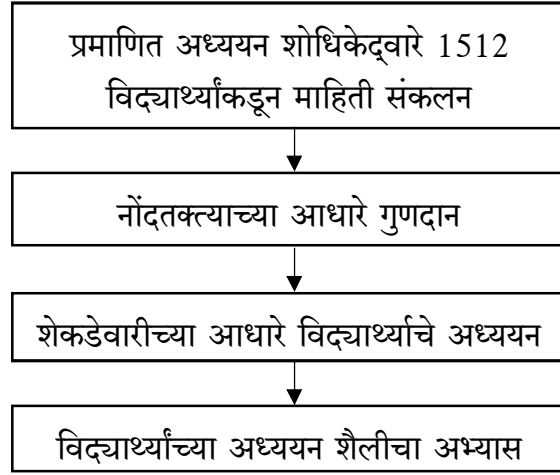 प्रमाणित अध्ययन शोधिकेद्‌वारे 1512
विद्यार्थ्यांकडून माहिती संकलन
नोंदतक्त्याच्या आधारे गुणदान
शेकडेवारीच्या आधारे विद्यार्थ्याचे अध्ययन
विद्यार्थ्यांच्या अध्ययन शैलीचा अभ्यास